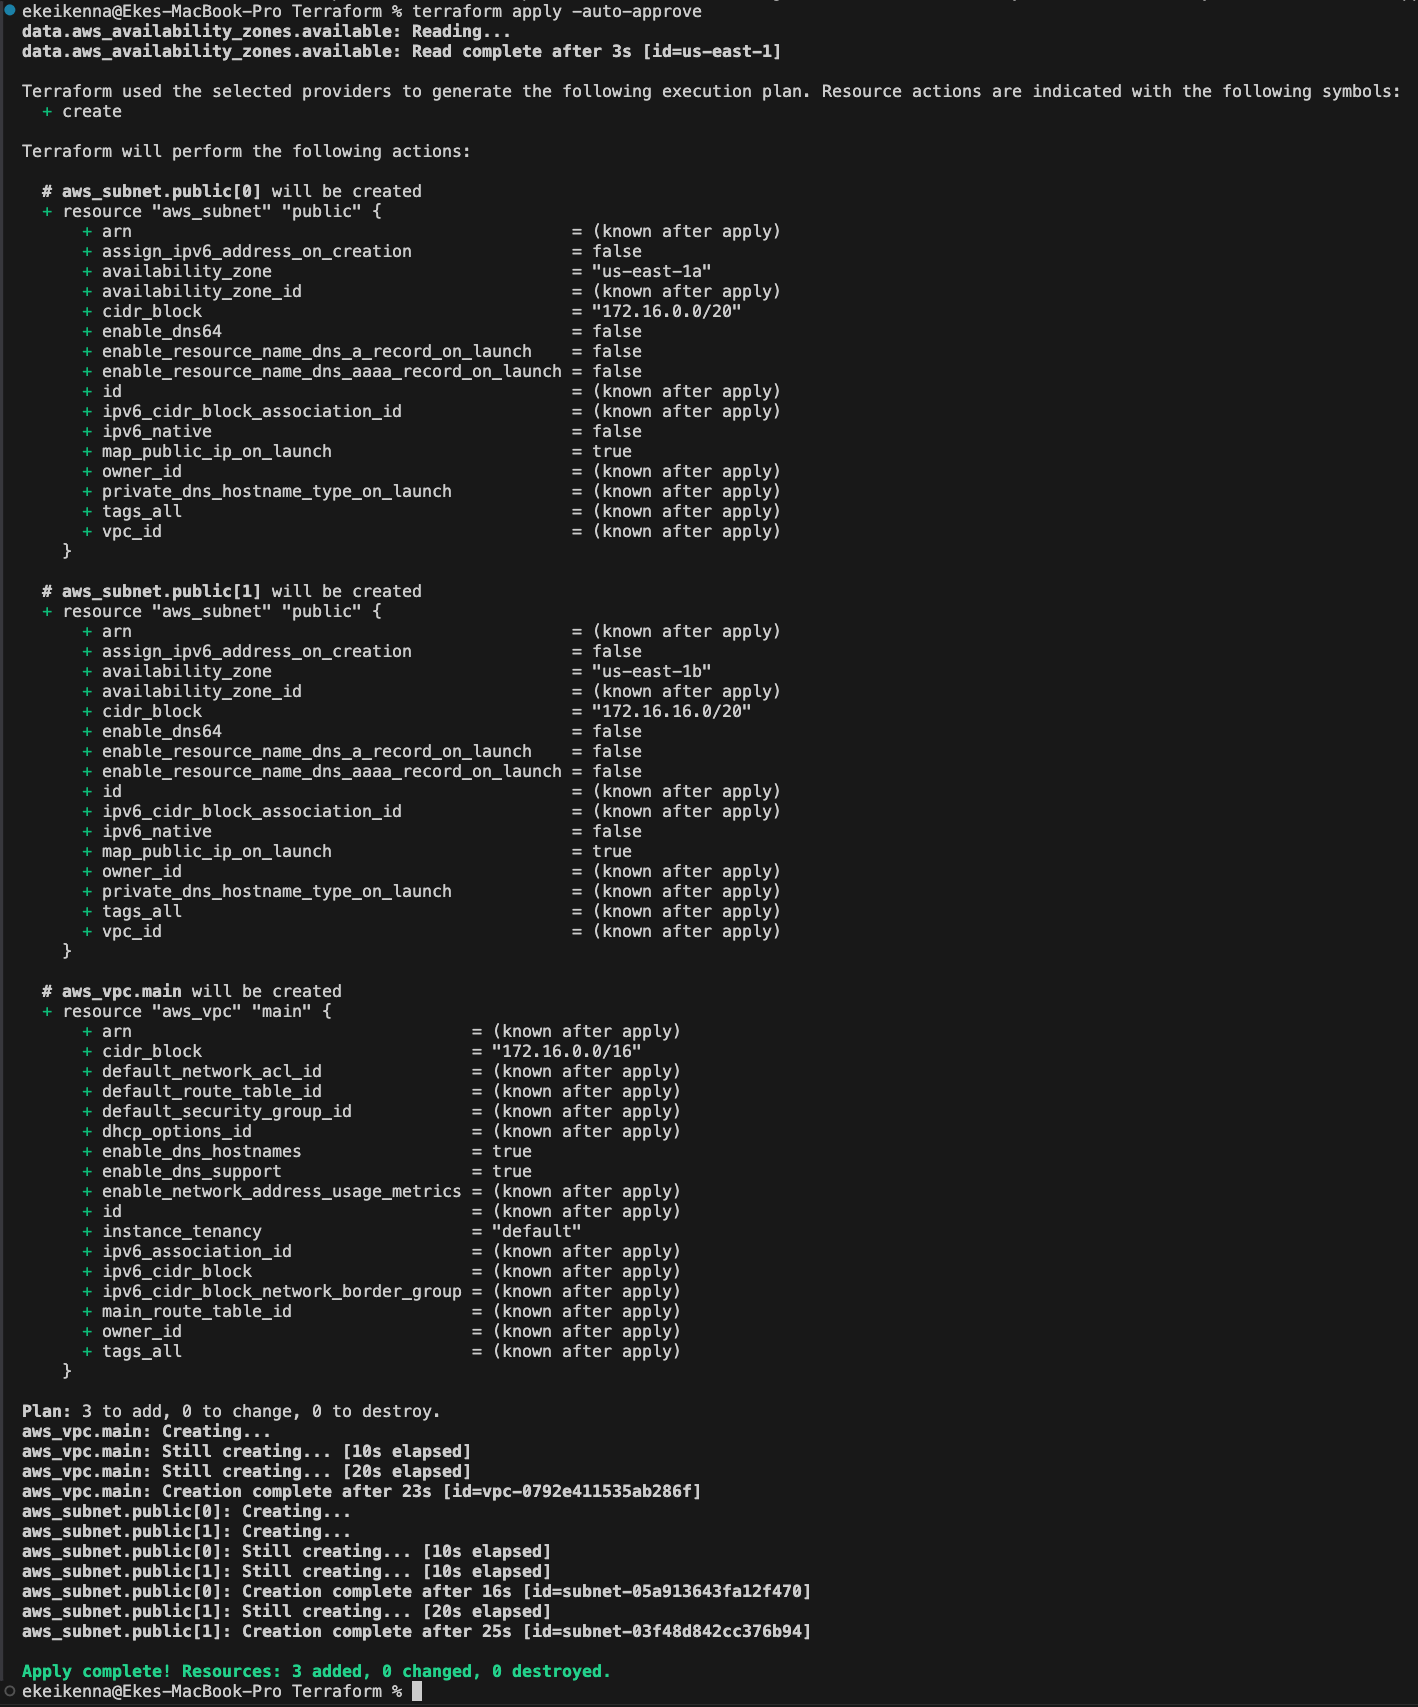 ekeikenna@Ekes-MacBook-Pro Terraform % terraform apply -auto-approve
data.aws_availability_zones.available: Reading...
data.aws_availability_zones.available: Read complete after 3s [id=us-east-1]
Terraform used the selected providers to generate the following execution plan. Resource actions are indicated with the following symbols:
+ create
Terraform will perform the following actions:
# aws_subnet.public[0] will be created
+ resource "aws_subnet" "public" {
+ arn = (known after apply)
+ assign_ipv6_address_on_creation = false
+ availability_zone = "us-east-1a"
+ availability_zone_id = (known after apply)
+ cidr_block = "172.16.0.0/20"
+ enable_dns64 = false
+ enable_resource_name_dns_a_record_on_launch = false
+ enable_resource_name_dns_aaaa_record_on_launch = false
+ id = (known after apply)
+ ipv6_cidr_block_association_id = (known after apply)
+ ipv6_native = false
+ map_public_ip_on_launch = true
+ owner_id = (known after apply)
+ private_dns_hostname_type_on_launch = (known after apply)
+ tags_all = (known after apply)
+ vpc_id = (known after apply)
}
# aws_subnet.public[1] will be created
+ resource "aws_subnet" "public" {
+ arn = (known after apply)
+ assign_ipv6_address_on_creation = false
+ availability_zone = "us-east-1b"
+ availability_zone_id = (known after apply)
+ cidr_block = "172.16.16.0/20"
+ enable_dns64 = false
+ enable_resource_name_dns_a_record_on_launch = false
+ enable_resource_name_dns_aaaa_record_on_launch = false
+ id = (known after apply)
+ ipv6_cidr_block_association_id = (known after apply)
+ ipv6_native = false
+ map_public_ip_on_launch = true
+ owner_id = (known after apply)
+ private_dns_hostname_type_on_launch = (known after apply)
+ tags_all = (known after apply)
+ vpc_id = (known after apply)
}
# aws_vpc.main will be created
+ resource "aws_vpc" "main" {
+ arn = (known after apply)
+ cidr_block = "172.16.0.0/16"
+ default_network_acl_id = (known after apply)
+ default_route_table_id = (known after apply)
+ default_security_group_id = (known after apply)
+ dhcp_options_id = (known after apply)
+ enable_dns_hostnames = true
+ enable_dns_support = true
+ enable_network_address_usage_metrics = (known after apply)
+ id = (known after apply)
+ instance_tenancy = "default"
+ ipv6_association_id = (known after apply)
+ ipv6_cidr_block = (known after apply)
+ ipv6_cidr_block_network_border_group = (known after apply)
+ main_route_table_id = (known after apply)
+ owner_id = (known after apply)
+ tags_all = (known after apply)
}
Plan: 3 to add, 0 to change, 0 to destroy.
aws_vpc.main: Creating...
aws_vpc.main: Still creating... [10s elapsed]
aws_vpc.main: Still creating... [20s elapsed]
aws_vpc.main: Creation complete after 23s [id=vpc-0792e411535ab286f]
aws_subnet.public[0]: Creating...
aws_subnet.public[1]: Creating...
aws_subnet.public[0]: Still creating... [10s elapsed]
aws_subnet.public[1]: Still creating... [10s elapsed]
aws_subnet.public[0]: Creation complete after 16s [id=subnet-05a913643fa12f470]
aws_subnet.public[1]: Still creating... [20s elapsed]
aws_subnet.public[1]: Creation complete after 25s [id=subnet-03f48d842cc376b94]
Apply complete! Resources: 3 added, 0 changed, 0 destroyed.
ekeikenna@Ekes-MacBook-Pro Terraform %